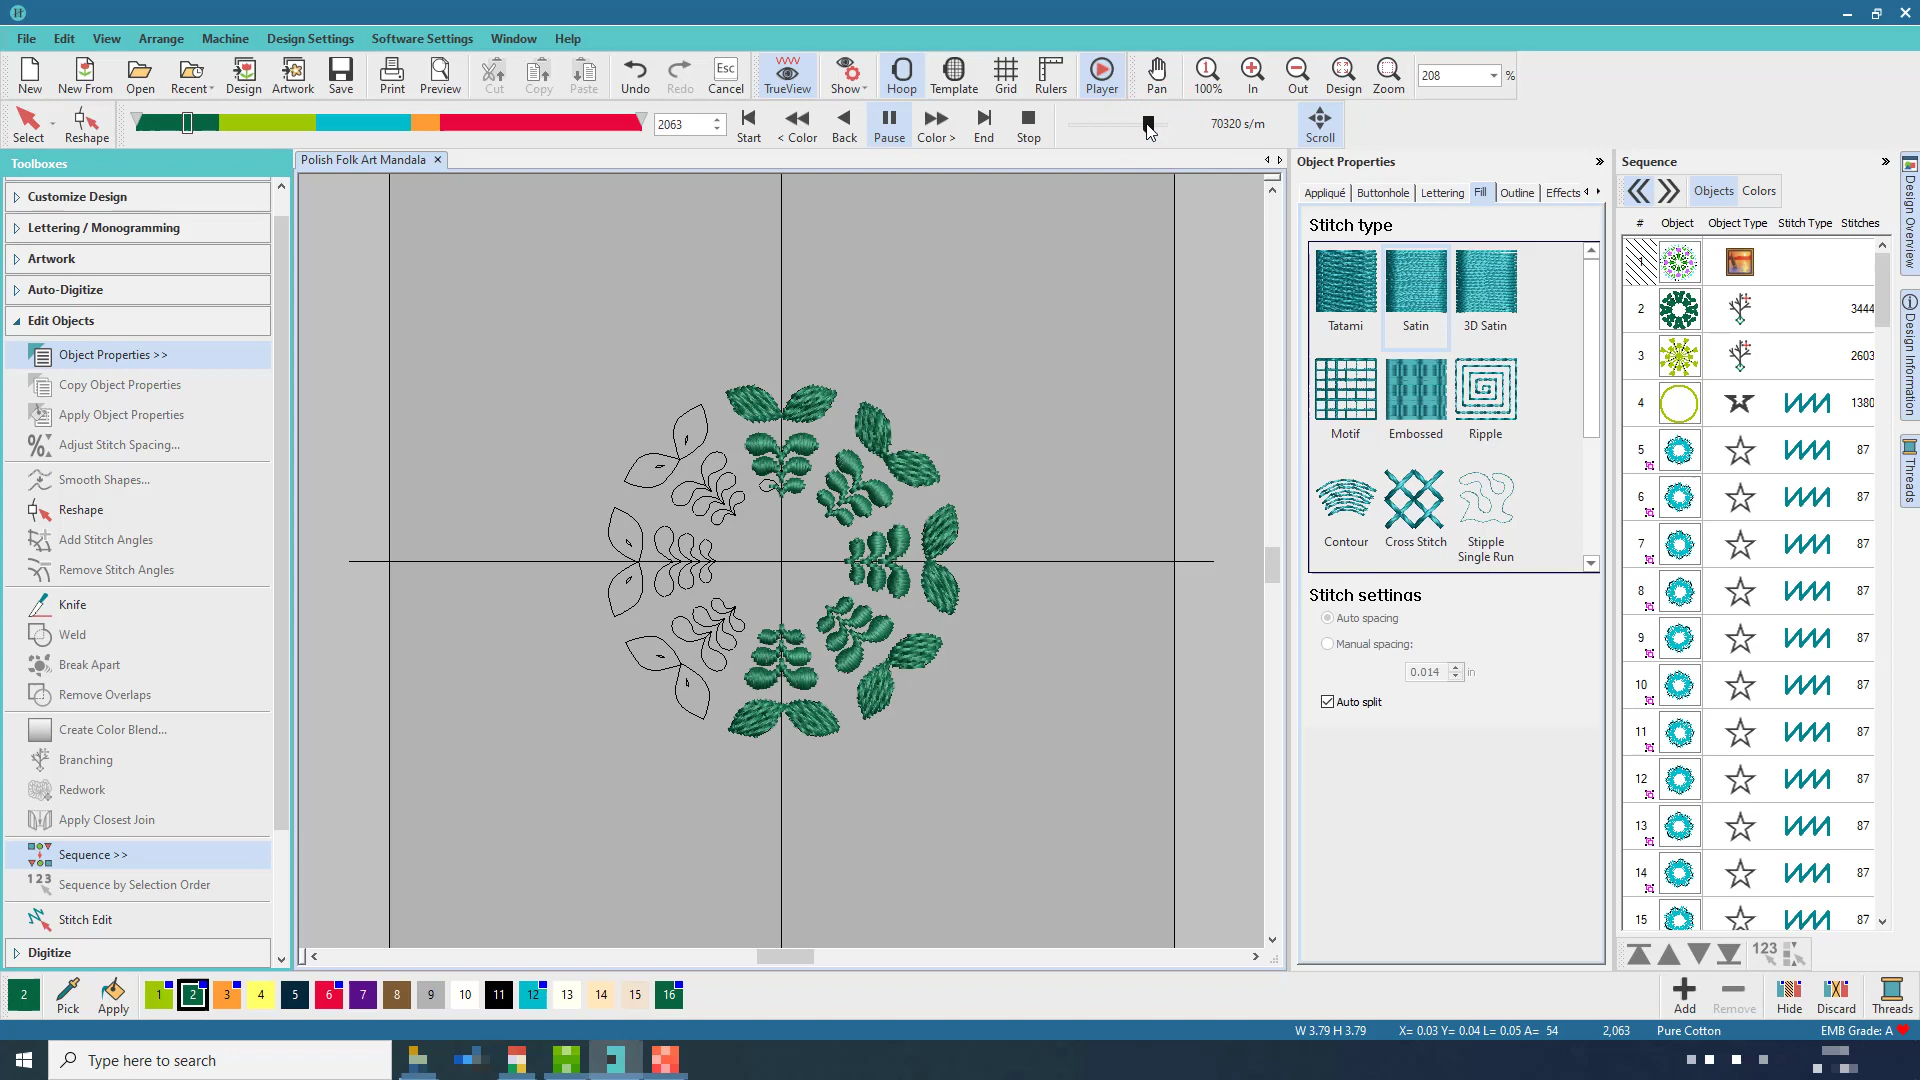 File Edit View Arrange Machine Design Settings Software Settings Window Help
New New From Open Recent Design Artwork Save Print Preview Cut Copy Paste Undo Redo Esc Cancel TrueView Show Hoop Template Grid Rulers Player Pan 1 100% In Out Design Zoom 208 %
Select Reshape 2063 Start < Color Back Pause Color > End Stop 70320 s/m Scroll
Toolboxes
Customize Design
Lettering / Monogramming
Artwork
Auto-Digitize
Edit Objects
Object Properties >>
Copy Object Properties
Apply Object Properties
Adjust Stitch Spacing...
Smooth Shapes...
Reshape
Add Stitch Angles
Remove Stitch Angles
Knife
Weld
Break Apart
Remove Overlaps
Create Color Blend...
Branching
Redwork
Apply Closest Join
Sequence >>
123 Sequence by Selection Order
Stitch Edit
Digitize
Polish Folk Art Mandala
Object Properties
Appliqué Buttonhole Lettering Fill Outline Effects
Stitch type
Tatami Satin 3D Satin
Motif Embossed Ripple
Contour Cross Stitch Stipple
Single Run
Stitch settings
Auto spacing
Manual spacing:
0.014 in
Auto split
Sequence
Objects Colors
# Object Object Type Stitch Type Stitches
1
2 3444
3 2603
4 1380
5 87
6 87
7 87
8 87
9 87
10 87
11 87
12 87
13 87
14 87
15 87
123
Design Overview
Design Information
Threads
2 Pick Apply 1 2 3 4 5 6 7 8 9 10 11 12 13 14 15 16 Add Remove Hide Discard Threads
W 3.79 H 3.79 X= 0.03 Y= 0.04 L= 0.05 A= 54 2,063 Pure Cotton EMB Grade: A
Type here to search